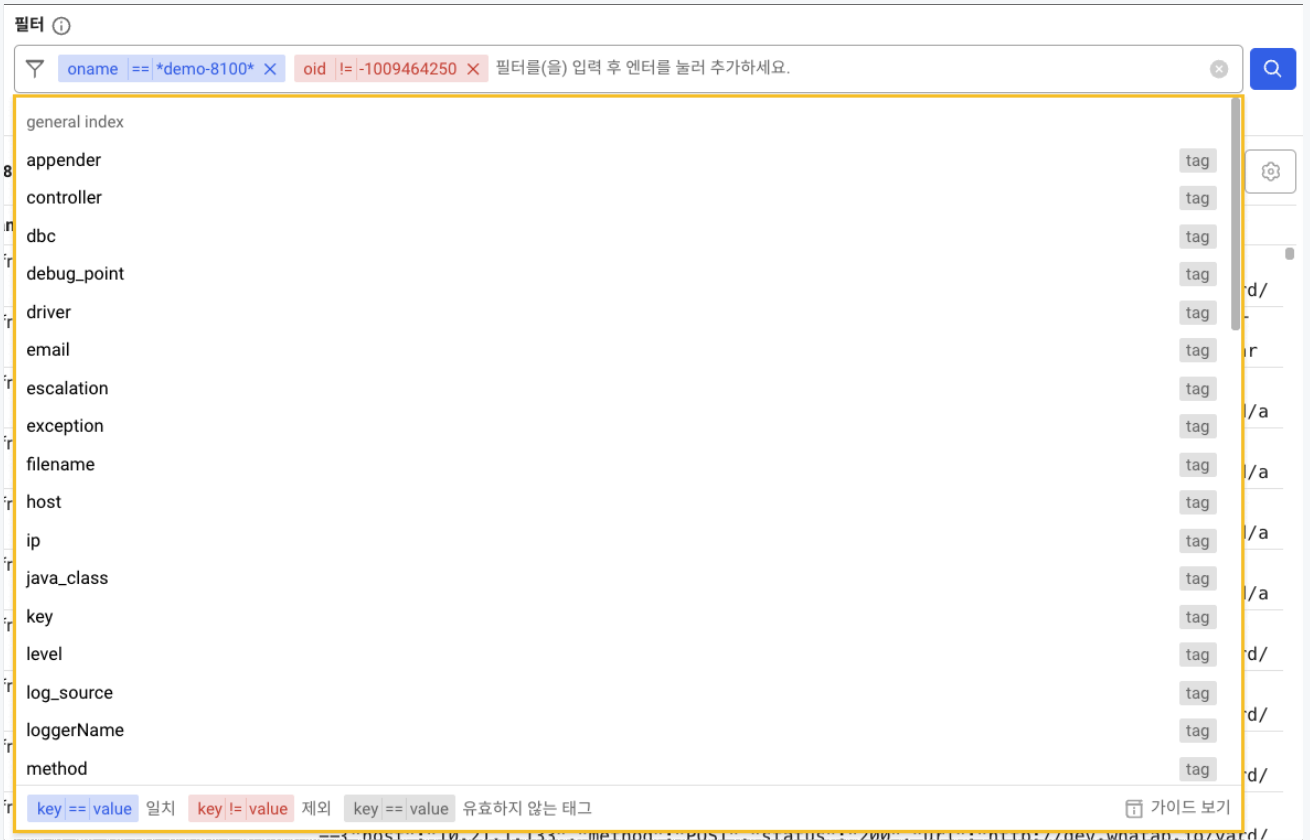 필터
oname == *demo-8100* oid != -1009464250 필터를(을) 입력 후 엔터를 눌러 추가하세요.
general index
appender tag
controller tag
dbc tag
debug_point tag
driver tag
email tag
escalation tag
exception tag
filename tag
host tag
ip tag
java_class tag
key tag
level tag
log_source tag
loggerName tag
method tag
key == value 일치 key != value 제외 key == value 유효하지 않는 태그 가이드 보기